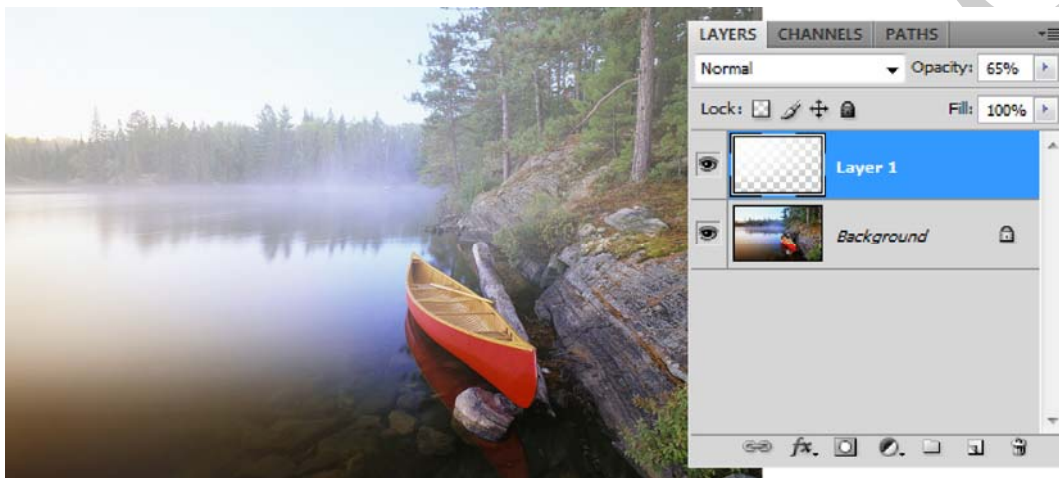 LAYERS CHANNELS PATHS
Normal Opacity: 65%
Lock: Fill: 100%
Layer 1
Background
fx.